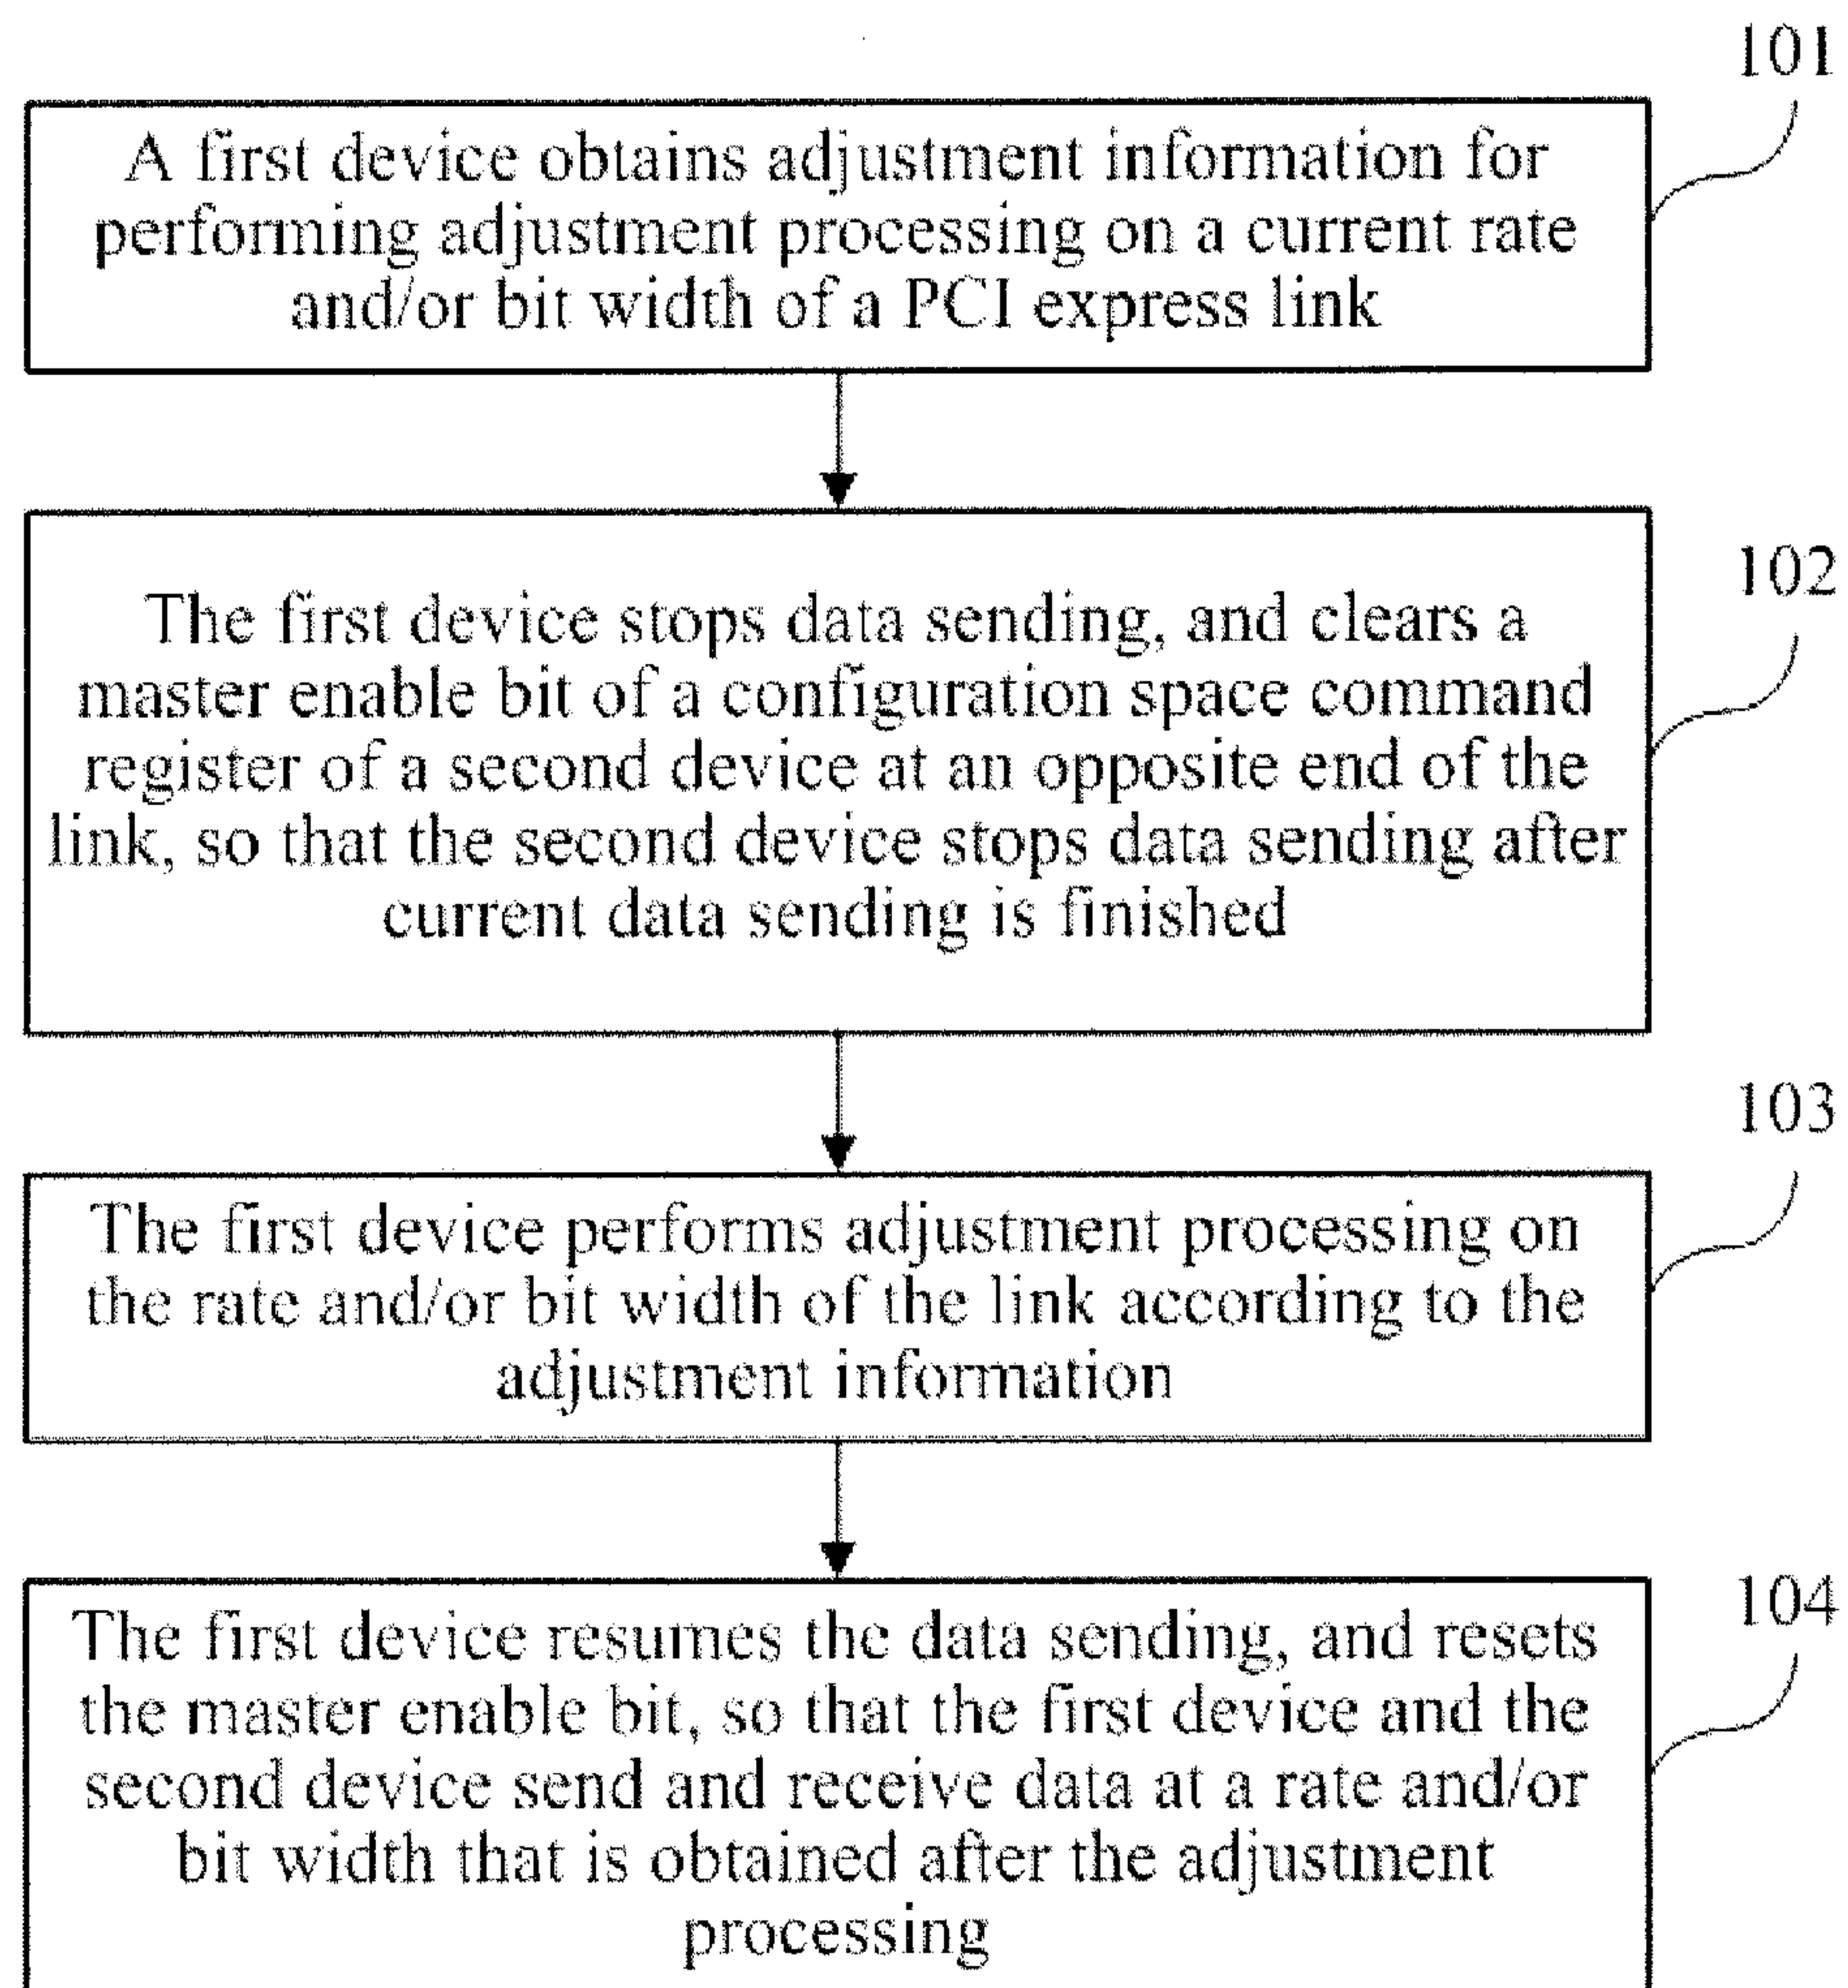 101
A first device obtains adjustment information for
performing adjustment processing on a current rate
and/or bit width of a PCI express link
102
The first device stops data sending, and clears a
master enable bit of a configuration space command
register of a second device at an opposite end of the
link, so that the second device stops data sending after
current data sending is finished
103
The first device performs adjustment processing on
the rate and/or bit width of the link according to the
adjustment information
104
The first device resumes the data sending, and resets
the master enable bit, so that the first device and the
second device send and receive data at a rate and/or
bit width that is obtained after the adjustment
processing